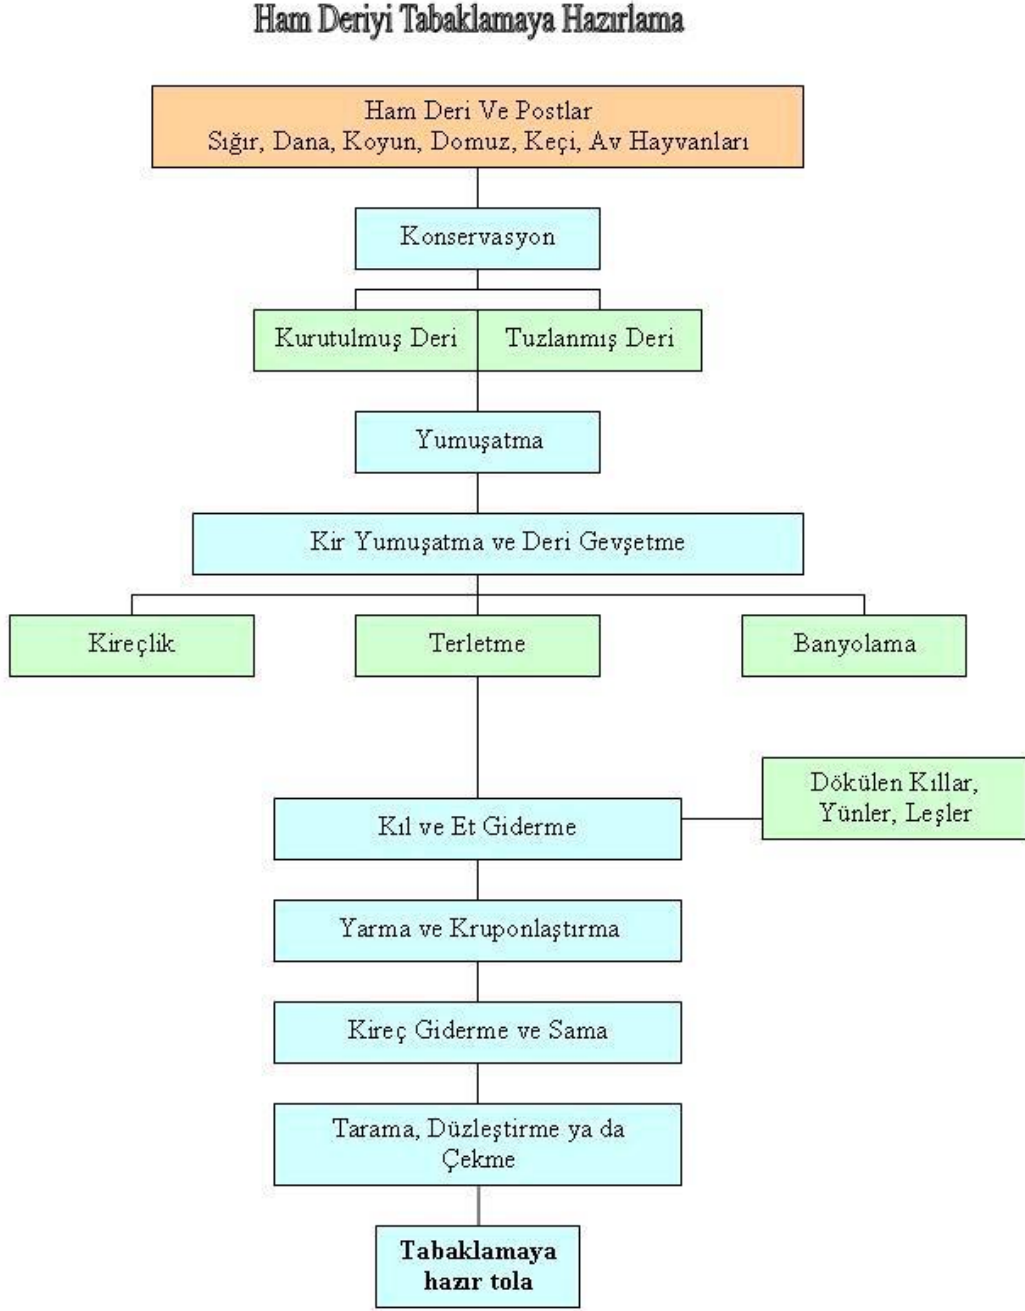 Ham Deriyi Tabaklamaya Hazırlama
Ham Deri Ve Postlar
Sığır, Dana, Koyun, Domuz, Keçi, Av Hayvanları
Konservasyon
Kurutulmuş Deri
Tuzlanmış Deri
Yumuşatma
Kir Yumuşatma ve Deri Gevşetme
Kireçlik
Terletme
Banyolama
Dökülen Kıllar,
Yünler, Leşler
Kıl ve Et Giderme
Yarma ve Kruponlaştırma
Kireç Giderme ve Sama
Tarama, Düzleştirme ya da
Çekme
Tabaklamaya
hazır tola